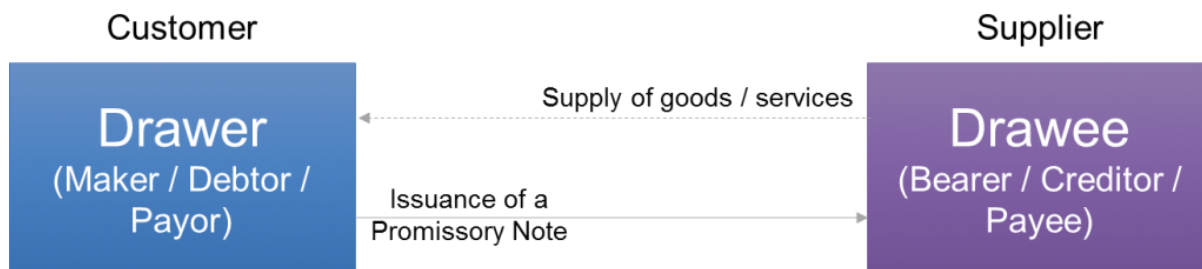 Customer
Supplier
Drawer
(Maker / Debtor /
Payor)
Supply of goods / services
Issuance of a
Promissory Note
Drawee
(Bearer / Creditor /
Payee)